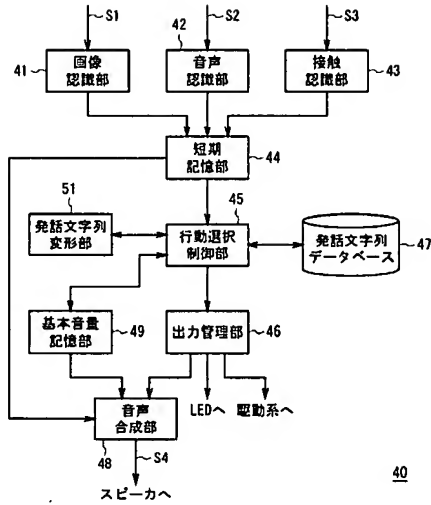 S1
S2
S3
41
画像
認識部
42
音声
認識部
接触
認識部
43
短期
記憶部
44
51
発話文字列
変形部
45
行動選択
制御部
発話文字列
データベース
47
基本音量
記憶部
49
出力管理部
46
音声
合成部
48
LEDへ
駆動系へ
S4
スピーカへ
40